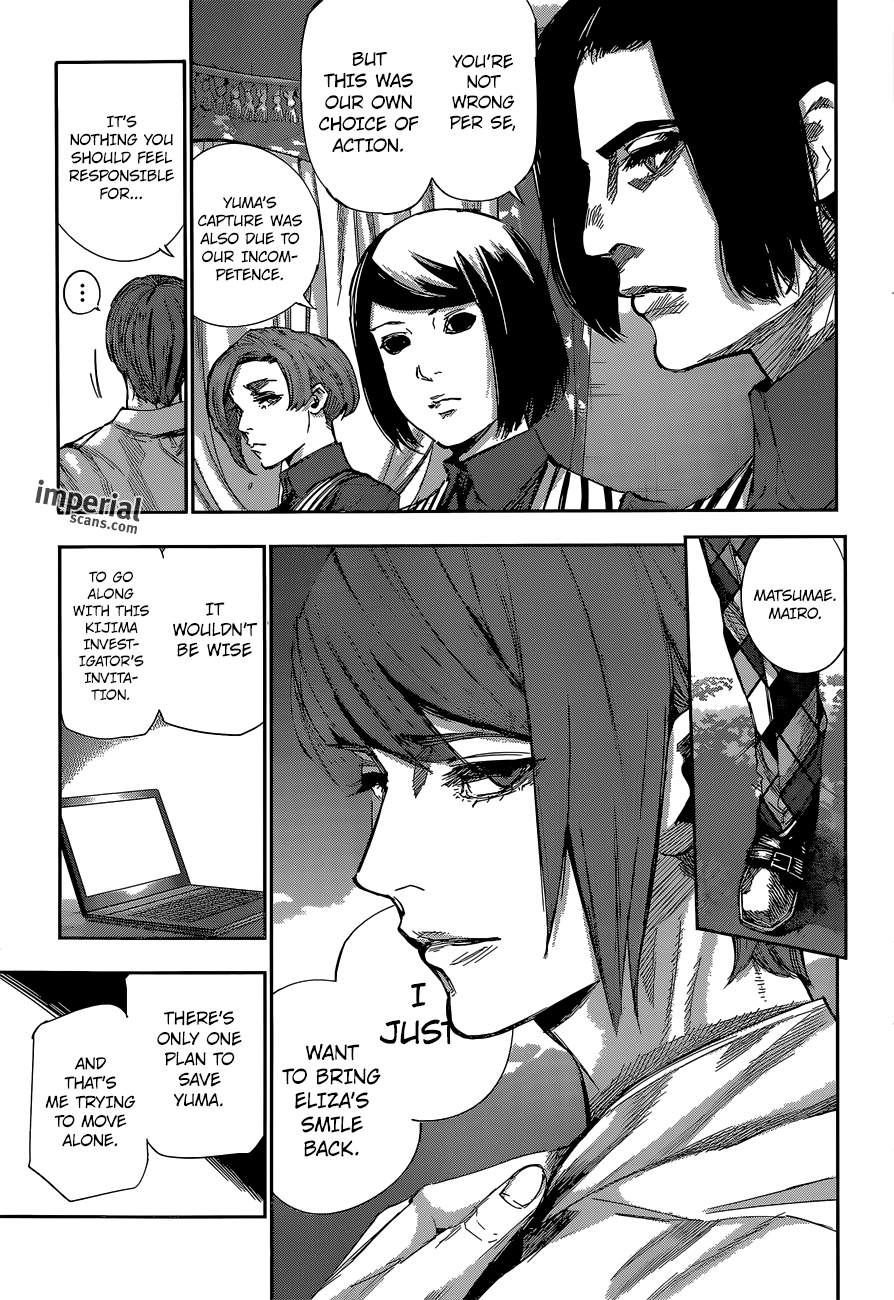 YOU'RE
NOT
WRONG
PER SE,
BUT
THIS WAS
OUR OWN
CHOICE OF
ACTION.
YUMA'S
CAPTURE WAS
ALSO DUE TO
OUR INCOM-
PETENCE.
IT'S
NOTHING YOU
SHOULD FEEL
RESPONSIBLE
FOR...
...
imperial
scans.com
MATSUMAE.
MAIRO.
I
JUST
WANT
TO BRING
ELIZA'S
SMILE
BACK.
IT
WOULDN'T
BE WISE
TO GO
ALONG
WITH THIS
KIJIMA
INVEST-
IGATOR'S
INVITA-
TION.
THERE'S
ONLY ONE
PLAN TO
SAVE
YUMA.
AND
THAT'S
ME TRYING
TO MOVE
ALONE.